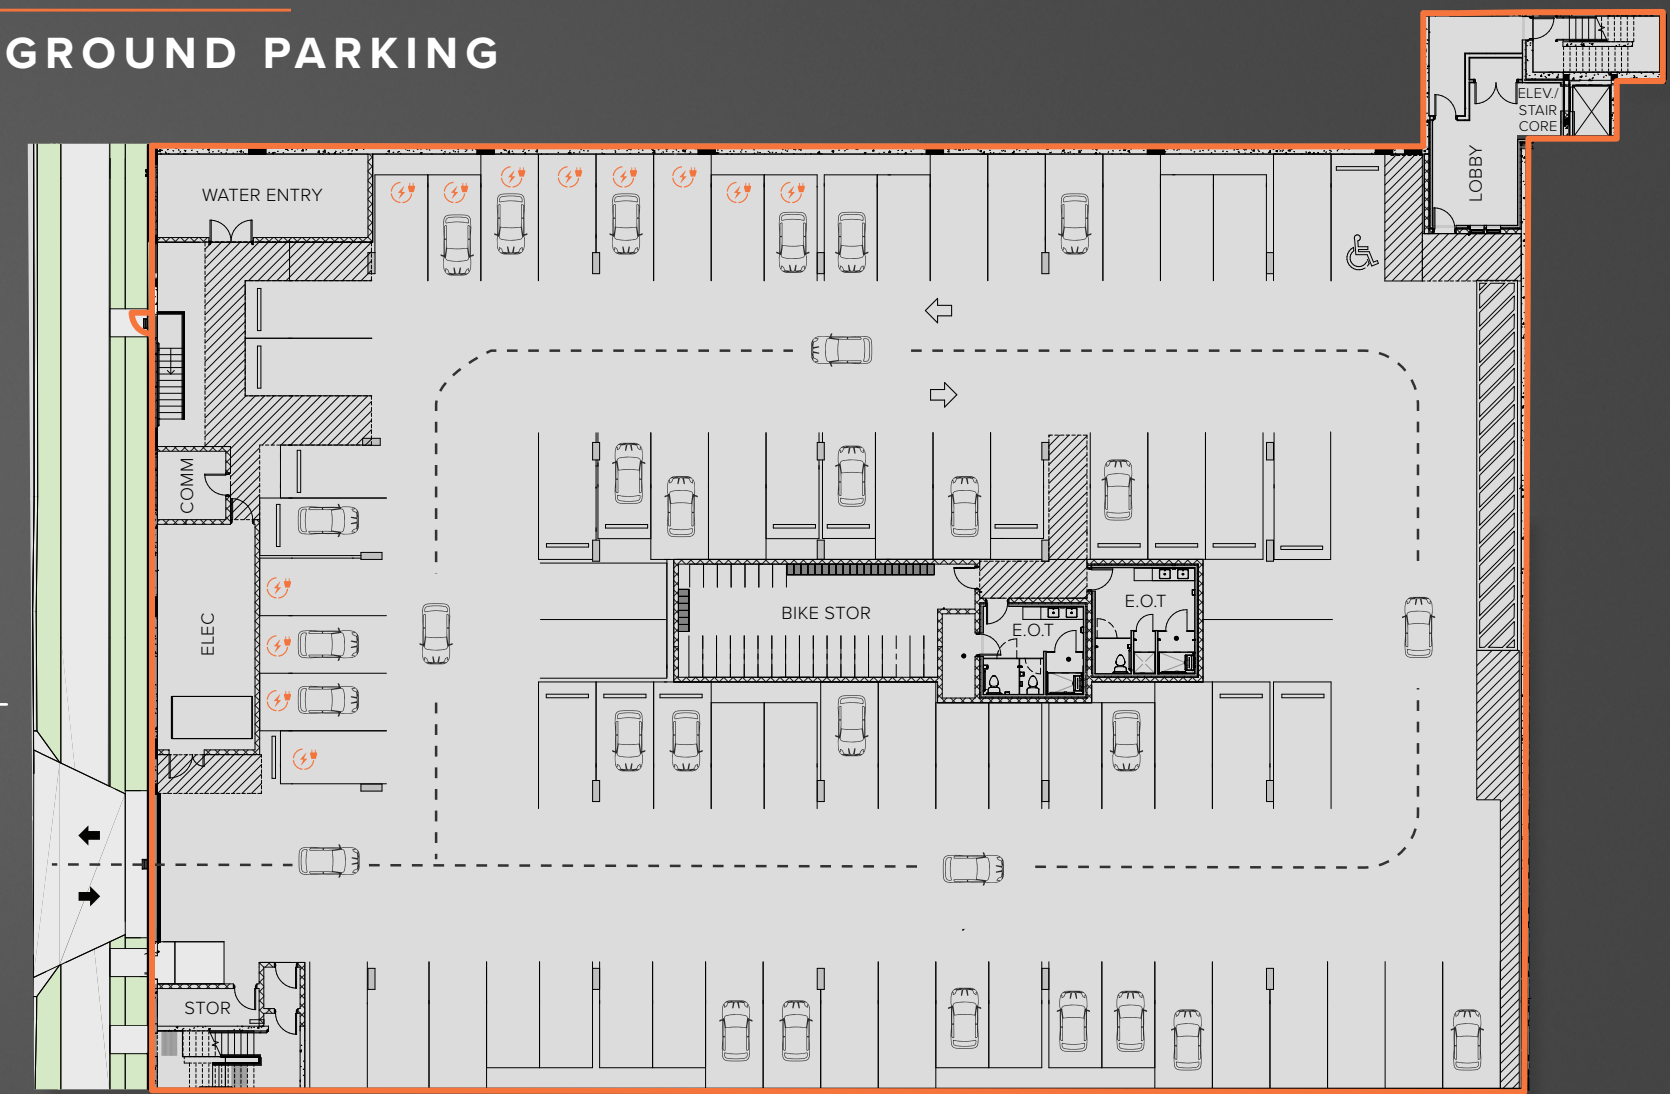 GROUND PARKING
ELEV./
STAIR
CORE
LOBBY
WATER ENTRY
COMM
ELEC
BIKE STOR
E.O.T
E.O.T
STOR